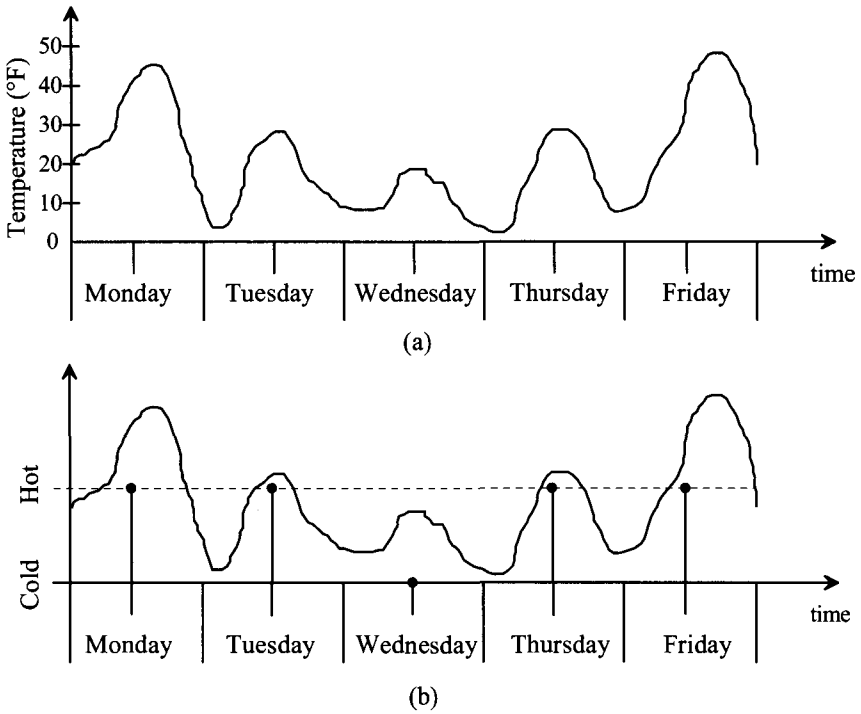 Temperature (°F)
50
40
30
20
10
0
Monday Tuesday Wednesday Thursday Friday time
(a)
Hot
Cold
Monday Tuesday Wednesday Thursday Friday time
(b)